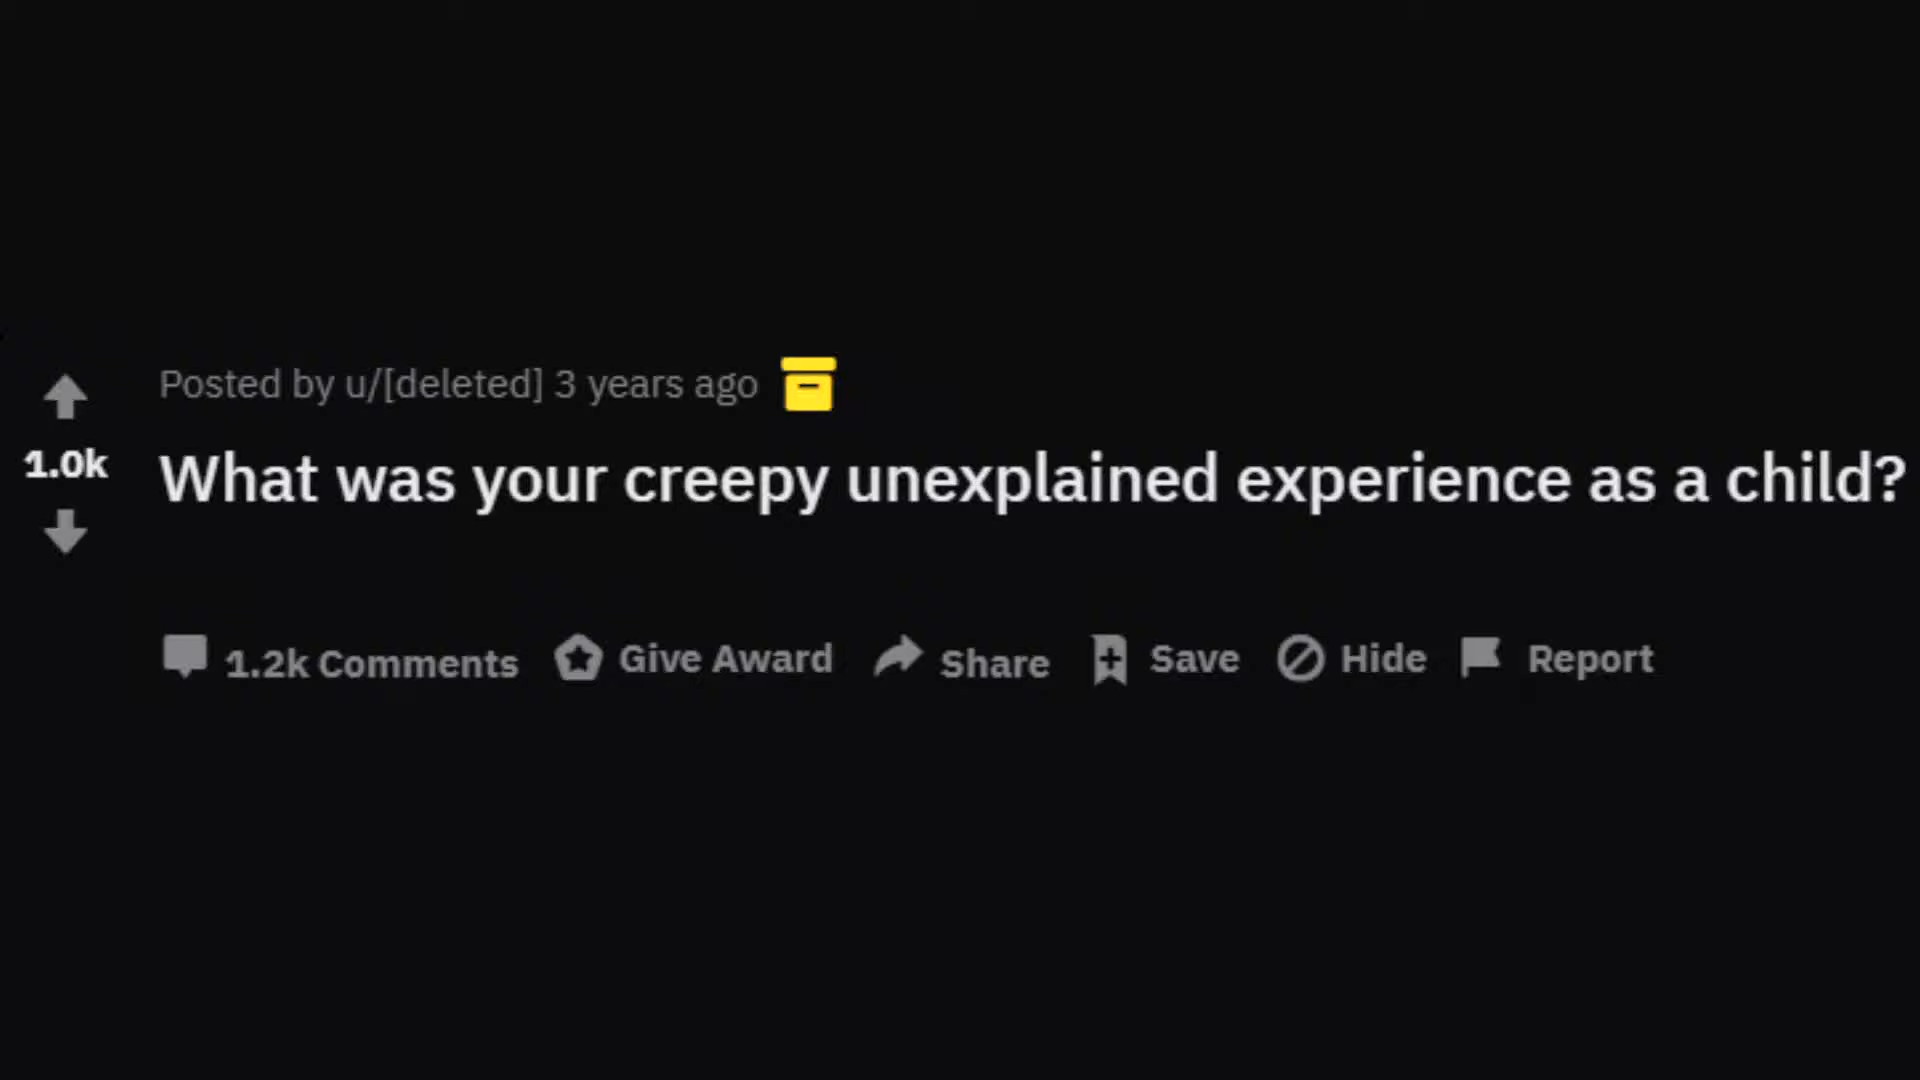 Posted by u/[deleted] 3 years ago
1.0k
What was your creepy unexplained experience as a child?
1.2k Comments Give Award Share Save Hide Report